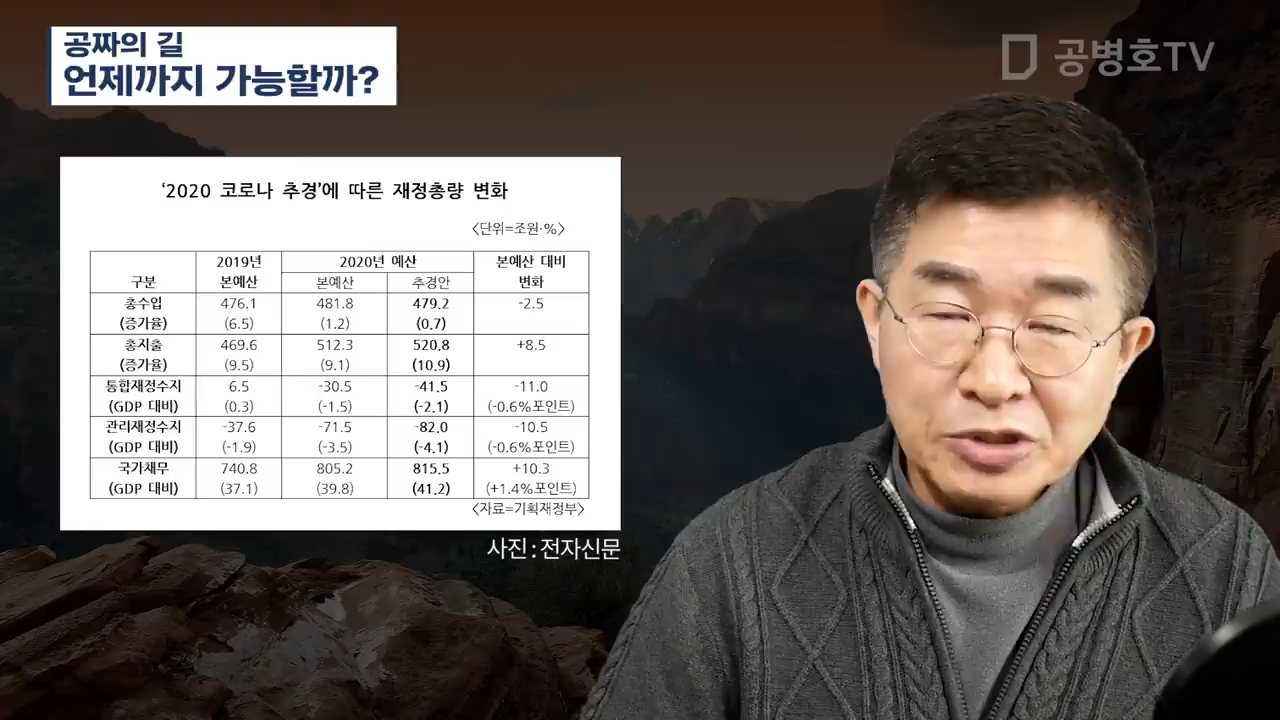 공짜의 길
언제까지 가능할까?
공병호TV
‘2020 코로나 추경’에 따른 재정총량 변화
<단위=조원·%>
구분 2019년 본예산 2020년 예산 본예산 대비 변화
본예산 추경안
총수입 476.1 481.8 479.2 -2.5
(증가율) (6.5) (1.2) (0.7)
총지출 469.6 512.3 520.8 +8.5
(증가율) (9.5) (9.1) (10.9)
통합재정수지 6.5 -30.5 -41.5 -11.0
(GDP 대비) (0.3) (-1.5) (-2.1) (-0.6%포인트)
관리재정수지 -37.6 -71.5 -82.0 -10.5
(GDP 대비) (-1.9) (-3.5) (-4.1) (-0.6%포인트)
국가채무 740.8 805.2 815.5 +10.3
(GDP 대비) (37.1) (39.8) (41.2) (+1.4%포인트)
<자료=기획재정부>
사진 : 전자신문